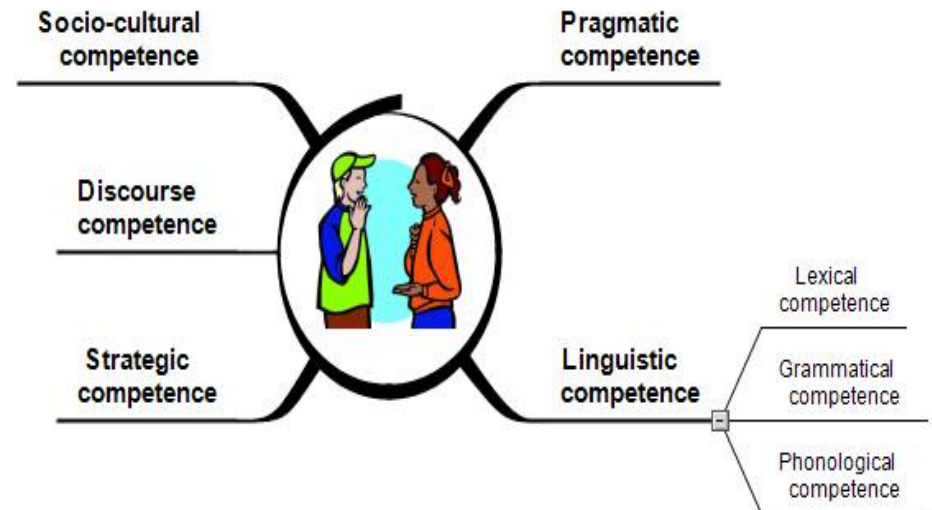 Socio-cultural
competence
Pragmatic
competence
Discourse
competence
Strategic
competence
Linguistic
competence
Lexical
competence
Grammatical
competence
Phonological
competence